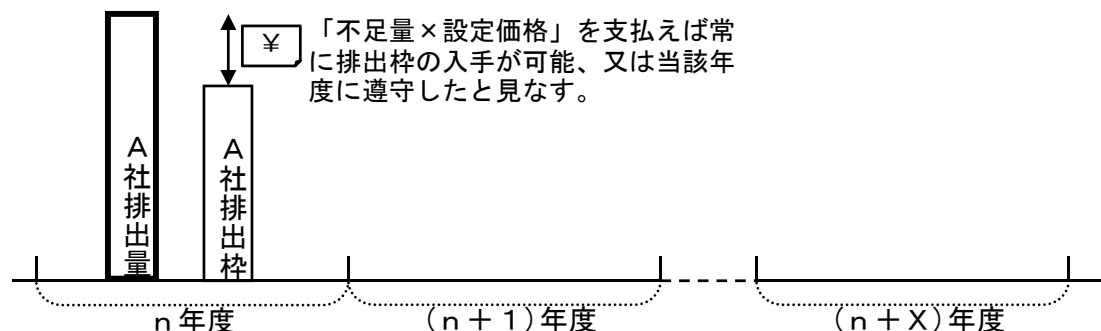 ￥
「不足量×設定価格」を支払えば常
に排出枠の入手が可能、又は当該年
度に遵守したと見なす。
A社排出量
A社排出枠
n年度
(n+1)年度
(n+X)年度